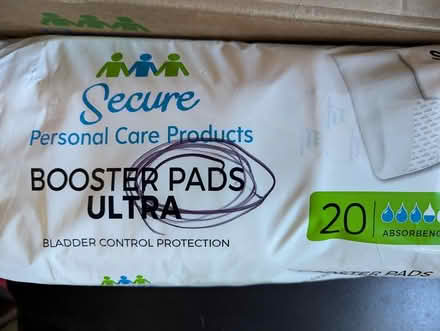 Secure
Personal Care Products
BOOSTER PADS
ULTRA
BLADDER CONTROL PROTECTION
20
BOOSTER PADS